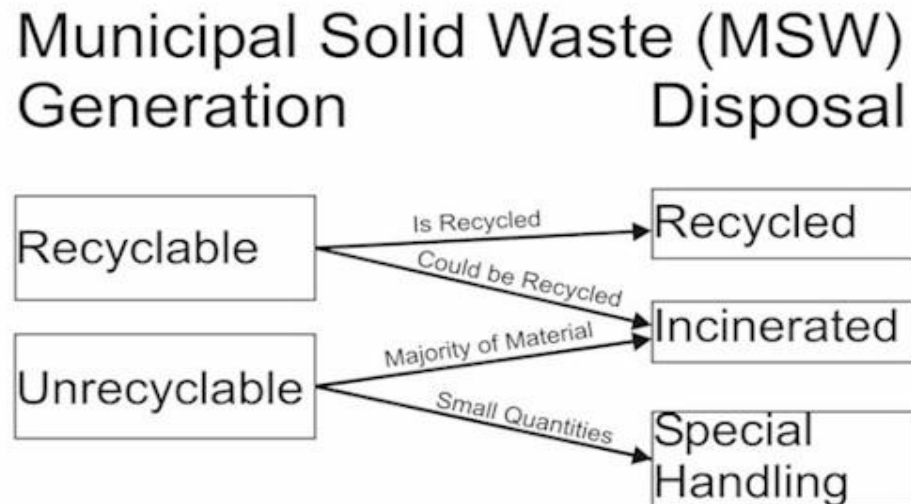 Municipal Solid Waste (MSW)
Generation
Disposal
Recyclable
Is Recycled
Recycled
Could be Recycled
Incinerated
Unrecyclable
Majority of Material
Small Quantities
Special
Handling